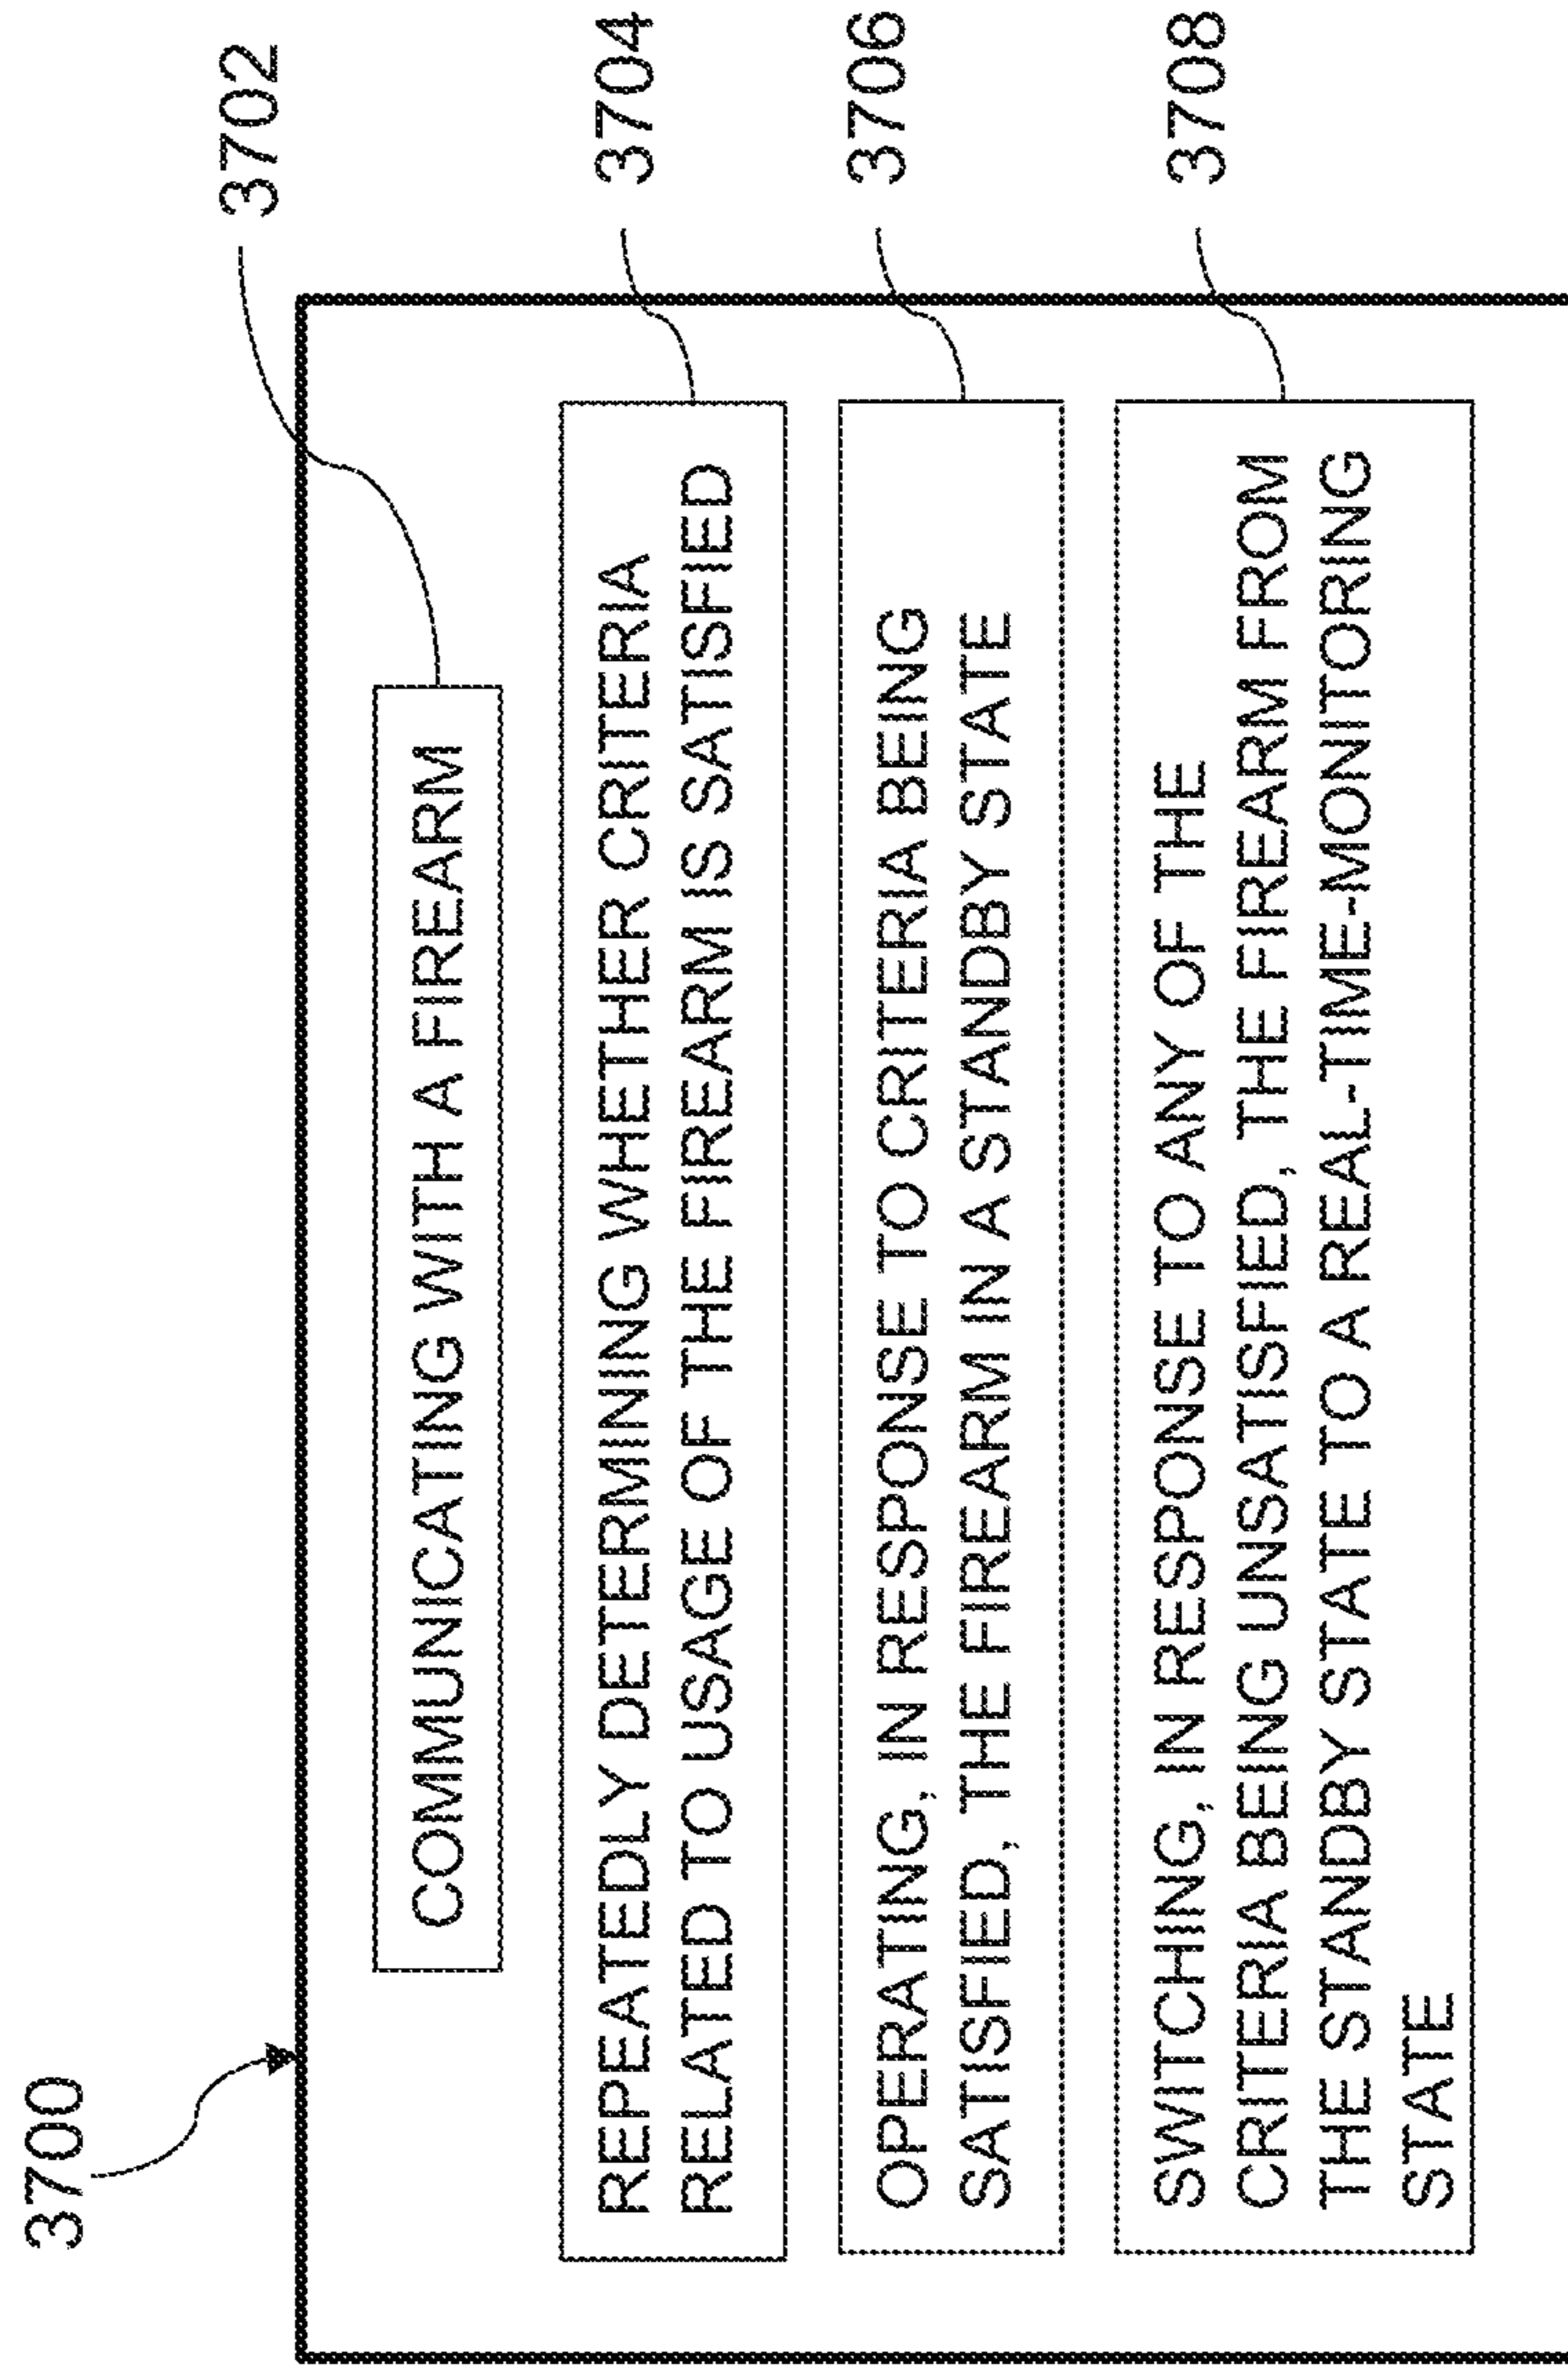 3700
3702
COMMUNICATING WITH A FIREARM
3704
REPEATEDLY DETERMINING WHETHER CRITERIA
RELATED TO USAGE OF THE FIREARM IS SATISFIED
3706
OPERATING, IN RESPONSE TO CRITERIA BEING
SATISFIED, THE FIREARM IN A STANDBY STATE
3708
SWITCHING, IN RESPONSE TO ANY OF THE
CRITERIA BEING UNSATISFIED, THE FIREARM FROM
THE STANDBY STATE TO A REAL-TIME-MONITORING
STATE